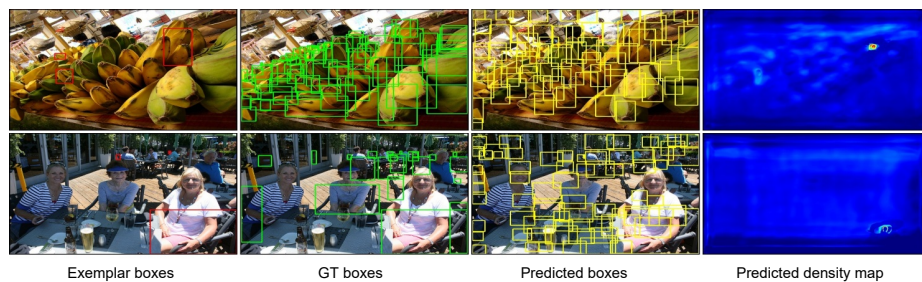 Exemplar boxes
GT boxes
Predicted boxes
Predicted density map